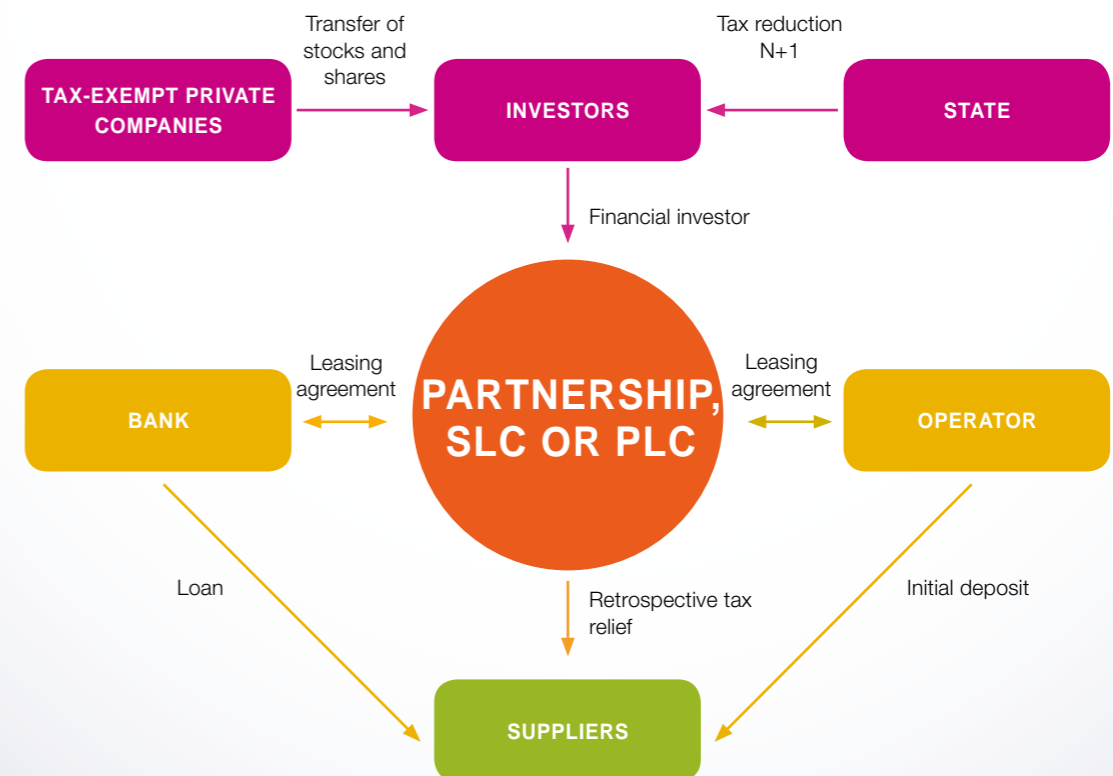 Transfer of
stocks and
shares
Tax reduction
N+1
TAX-EXEMPT PRIVATE
COMPANIES
INVESTORS
STATE
Financial investor
Leasing
agreement
Leasing
agreement
BANK
PARTNERSHIP,
SLC OR PLC
OPERATOR
Loan
Retrospective tax
relief
Initial deposit
SUPPLIERS